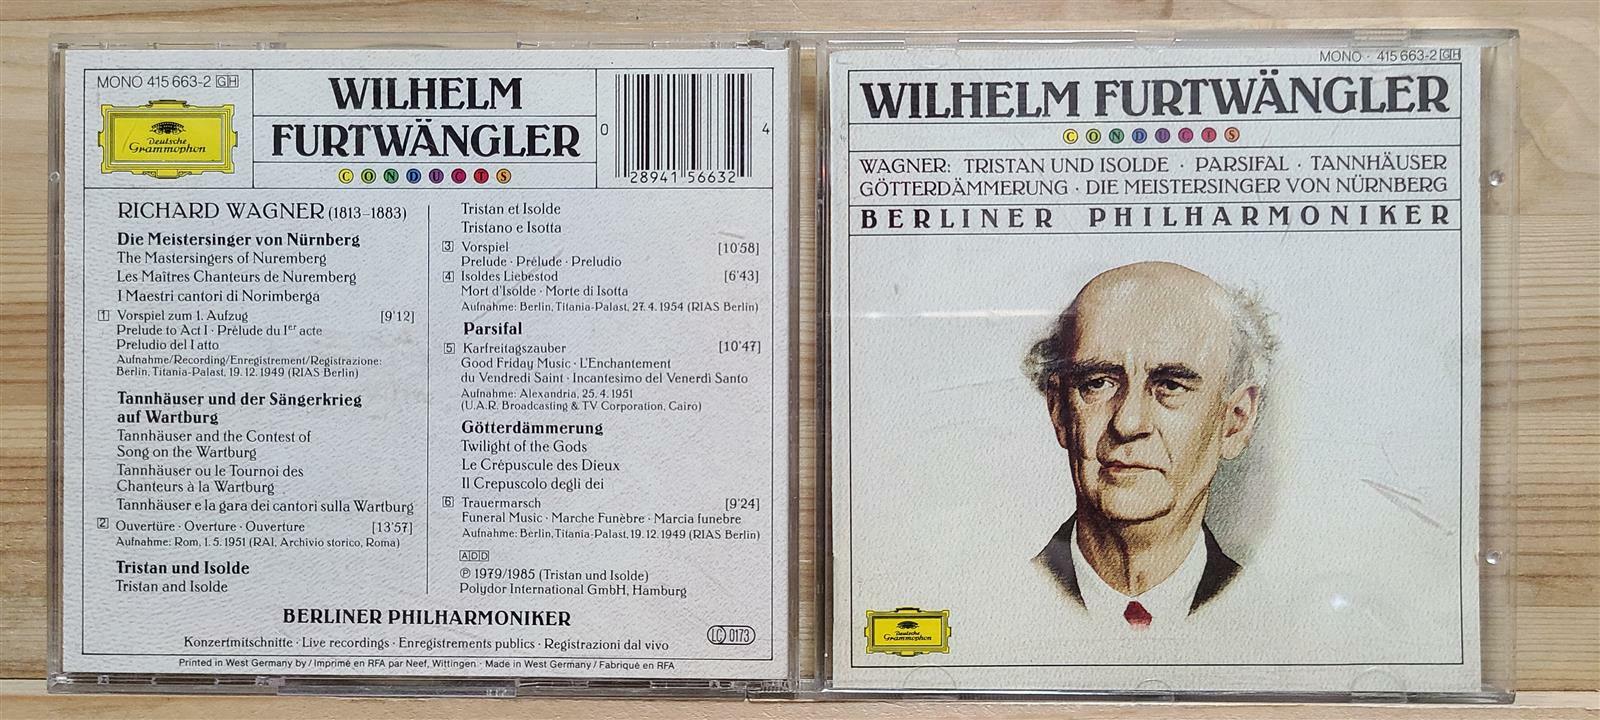 MONO 415 663-2 GH
Deutsche
Grammophon
WILHELM
FURTWÄNGLER
CONDUCTS
0
28941 56632
4
RICHARD WAGNER (1813–1883)
Die Meistersinger von Nürnberg
The Mastersingers of Nuremberg
Les Maîtres Chanteurs de Nuremberg
I Maestri cantori di Norimberga
1 Vorspiel zum 1. Aufzug [9'12]
Prelude to Act I · Prélude du Ier acte
Preludio del I atto
Aufnahme/Recording/Enregistrement/Registrazione:
Berlin, Titania-Palast, 19. 12. 1949 (RIAS Berlin)
Tannhäuser und der Sängerkrieg
auf Wartburg
Tannhäuser and the Contest of
Song on the Wartburg
Tannhäuser ou le Tournoi des
Chanteurs à la Wartburg
Tannhäuser e la gara dei cantori sulla Wartburg
2 Ouvertüre · Overture · Ouverture [13'57]
Aufnahme: Rom, 1. 5. 1951 (RAI, Archivio storico, Roma)
Tristan und Isolde
Tristan and Isolde
Tristan et Isolde
Tristano e Isotta
3 Vorspiel [10'58]
Prelude · Prélude · Preludio
4 Isoldes Liebestod [6'43]
Mort d'Isolde · Morte di Isotta
Aufnahme: Berlin, Titania-Palast, 27. 4. 1954 (RIAS Berlin)
Parsifal
5 Karfreitagszauber [10'47]
Good Friday Music · L'Enchantement
du Vendredi Saint · Incantesimo del Venerdì Santo
Aufnahme: Alexandria, 25. 4. 1951
(U.A.R. Broadcasting & TV Corporation, Cairo)
Götterdämmerung
Twilight of the Gods
Le Crépuscule des Dieux
Il Crepuscolo degli dei
6 Trauermarsch [9'24]
Funeral Music · Marche Funèbre · Marcia funebre
Aufnahme: Berlin, Titania-Palast, 19. 12. 1949 (RIAS Berlin)
ADD
℗ 1979/1985 (Tristan und Isolde)
Polydor International GmbH, Hamburg
BERLINER PHILHARMONIKER
Konzertmitschnitte · Live recordings · Enregistrements publics · Registrazioni dal vivo
LC 0173
Printed in West Germany by / Imprimé en RFA par Neef, Wittingen · Made in West Germany / Fabriqué en RFA
MONO · 415 663-2 GH
WILHELM FURTWÄNGLER
CONDUCTS
WAGNER: TRISTAN UND ISOLDE · PARSIFAL · TANNHÄUSER
GÖTTERDÄMMERUNG · DIE MEISTERSINGER VON NÜRNBERG
BERLINER PHILHARMONIKER
Deutsche
Grammophon